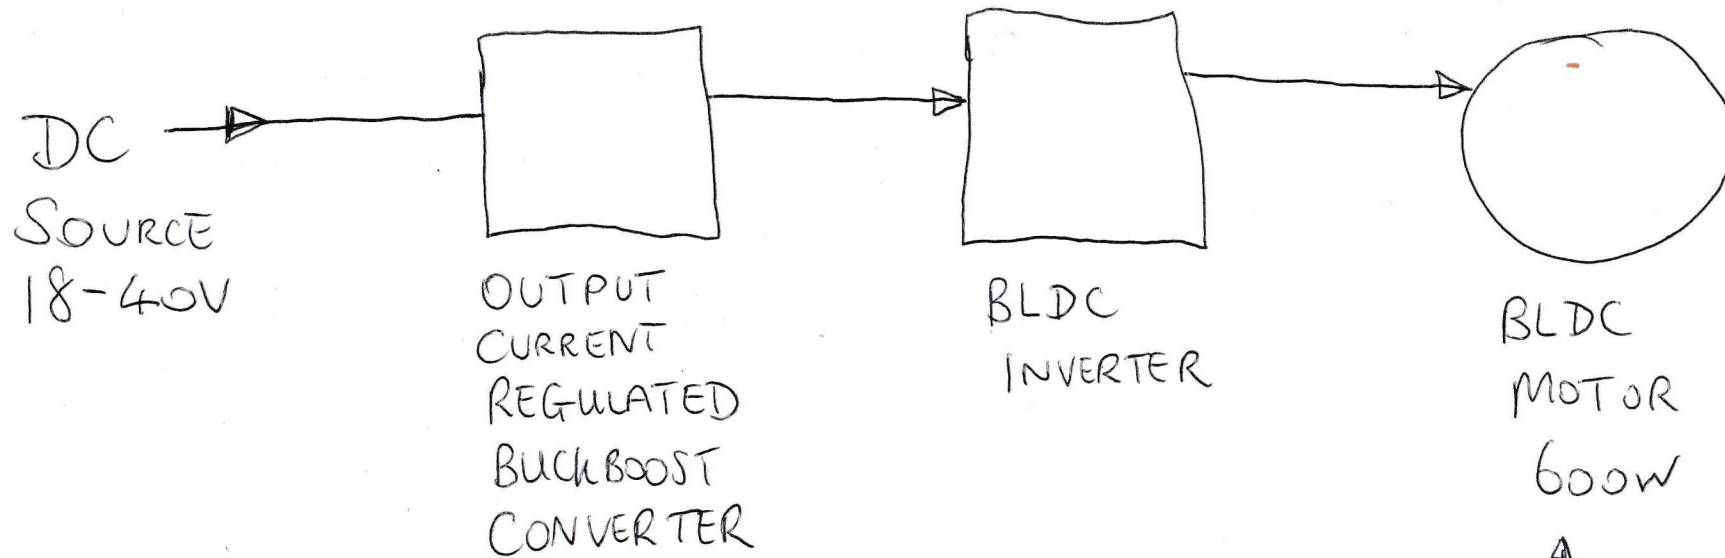 DC
SOURCE
18-40V
OUTPUT
CURRENT
REGULATED
BUCKBOOST
CONVERTER
BLDC
INVERTER
BLDC
MOTOR
600W